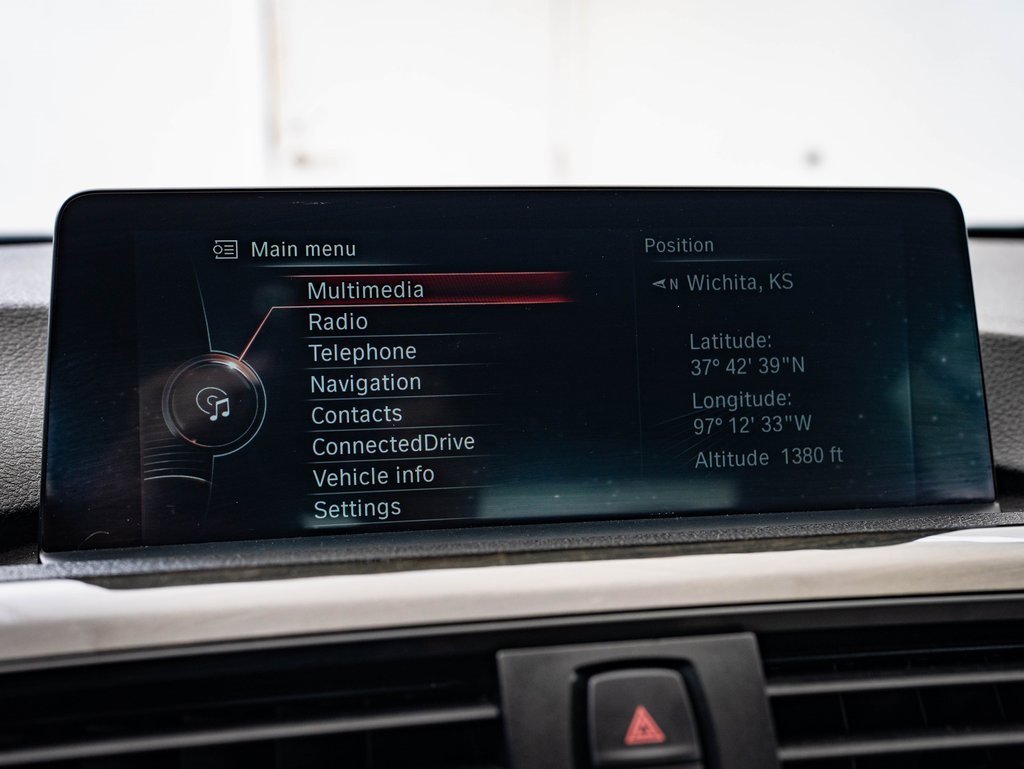 Main menu
Multimedia
Radio
Telephone
Navigation
Contacts
ConnectedDrive
Vehicle info
Settings
Position
N Wichita, KS
Latitude:
37° 42' 39"N
Longitude:
97° 12' 33"W
Altitude 1380 ft